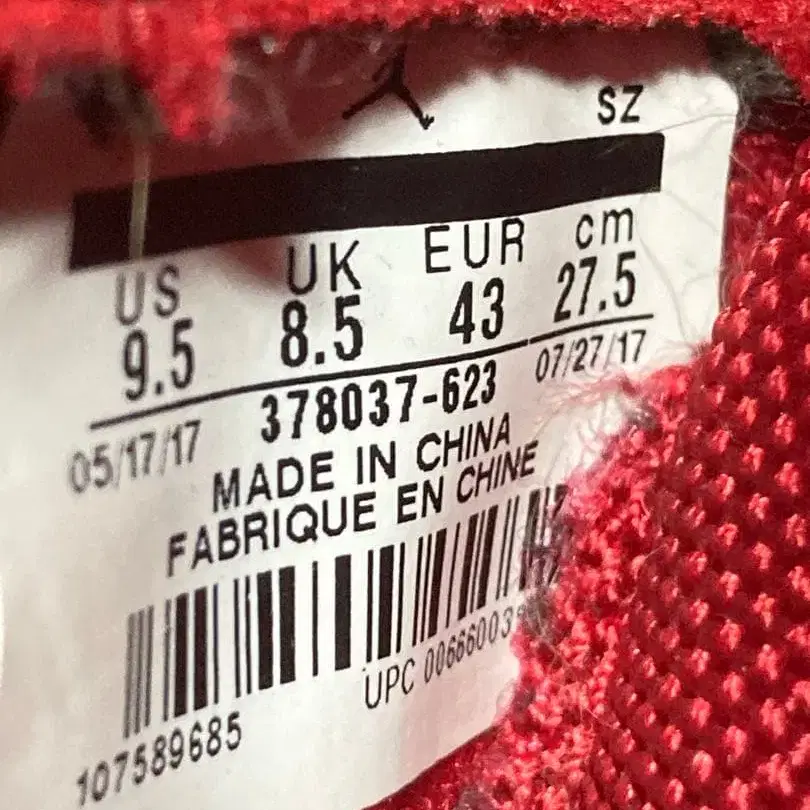 SZ
US UK EUR cm
9.5 8.5 43 27.5
05/17/17 378037-623 07/27/17
MADE IN CHINA
FABRIQUE EN CHINE
UPC
107589685